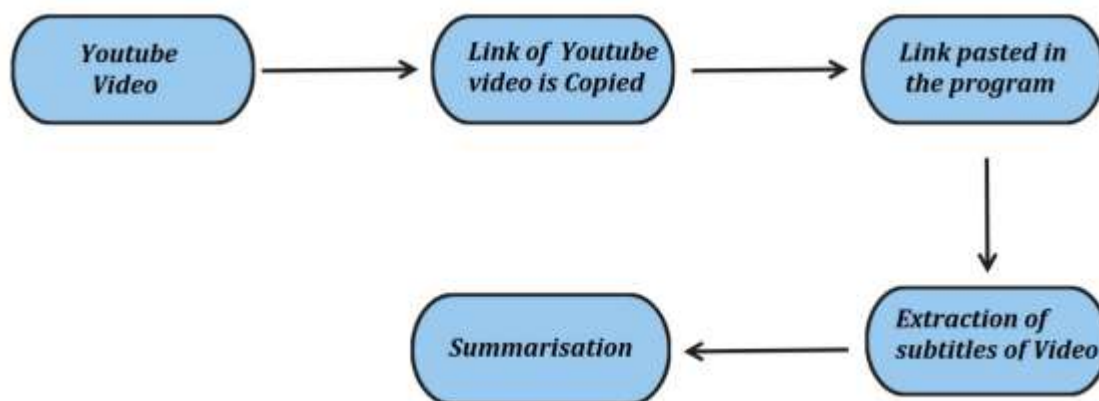 Youtube
Video
Link of Youtube
video is Copied
Link pasted in
the program
Extraction of
subtitles of Video
Summarisation